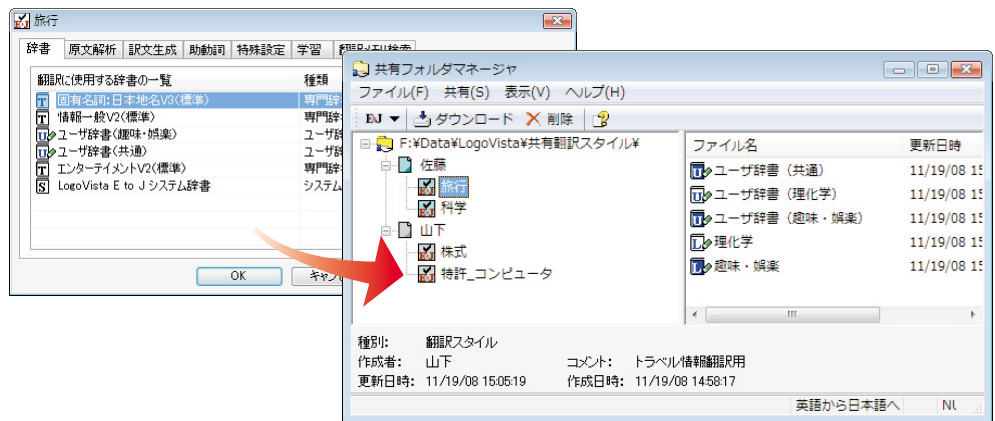 旅行
辞書 原文解析 訳文生成 助動詞 特殊設定 学習 翻訳メモリ検索
翻訳に使用する辞書の一覧 種類
固有名詞:日本地名V3(標準) 専門辞
情報一般V2(標準) 専門辞
ユーザ辞書(趣味・娯楽) ユーザ辞
ユーザ辞書(共通) ユーザ辞
エンターテイメントV2(標準) 専門辞
LogoVista E to J システム辞書 システム
OK キャン
共有フォルダマネージャ
ファイル(F) 共有(S) 表示(V) ヘルプ(H)
EJ ダウンロード 削除
F:¥Data¥LogoVista¥共有翻訳スタイル¥
佐藤
旅行
科学
山下
株式
特許_コンピュータ
ファイル名 更新日時
ユーザ辞書（共通） 11/19/08 15
ユーザ辞書（理化学） 11/19/08 15
ユーザ辞書（趣味・娯楽） 11/19/08 15
理化学 11/19/08 15
趣味・娯楽 11/19/08 15
種別: 翻訳スタイル
作成者: 山下 コメント: トラベル情報翻訳用
更新日時: 11/19/08 15:05:19 作成日時: 11/19/08 14:58:17
英語から日本語へ NU